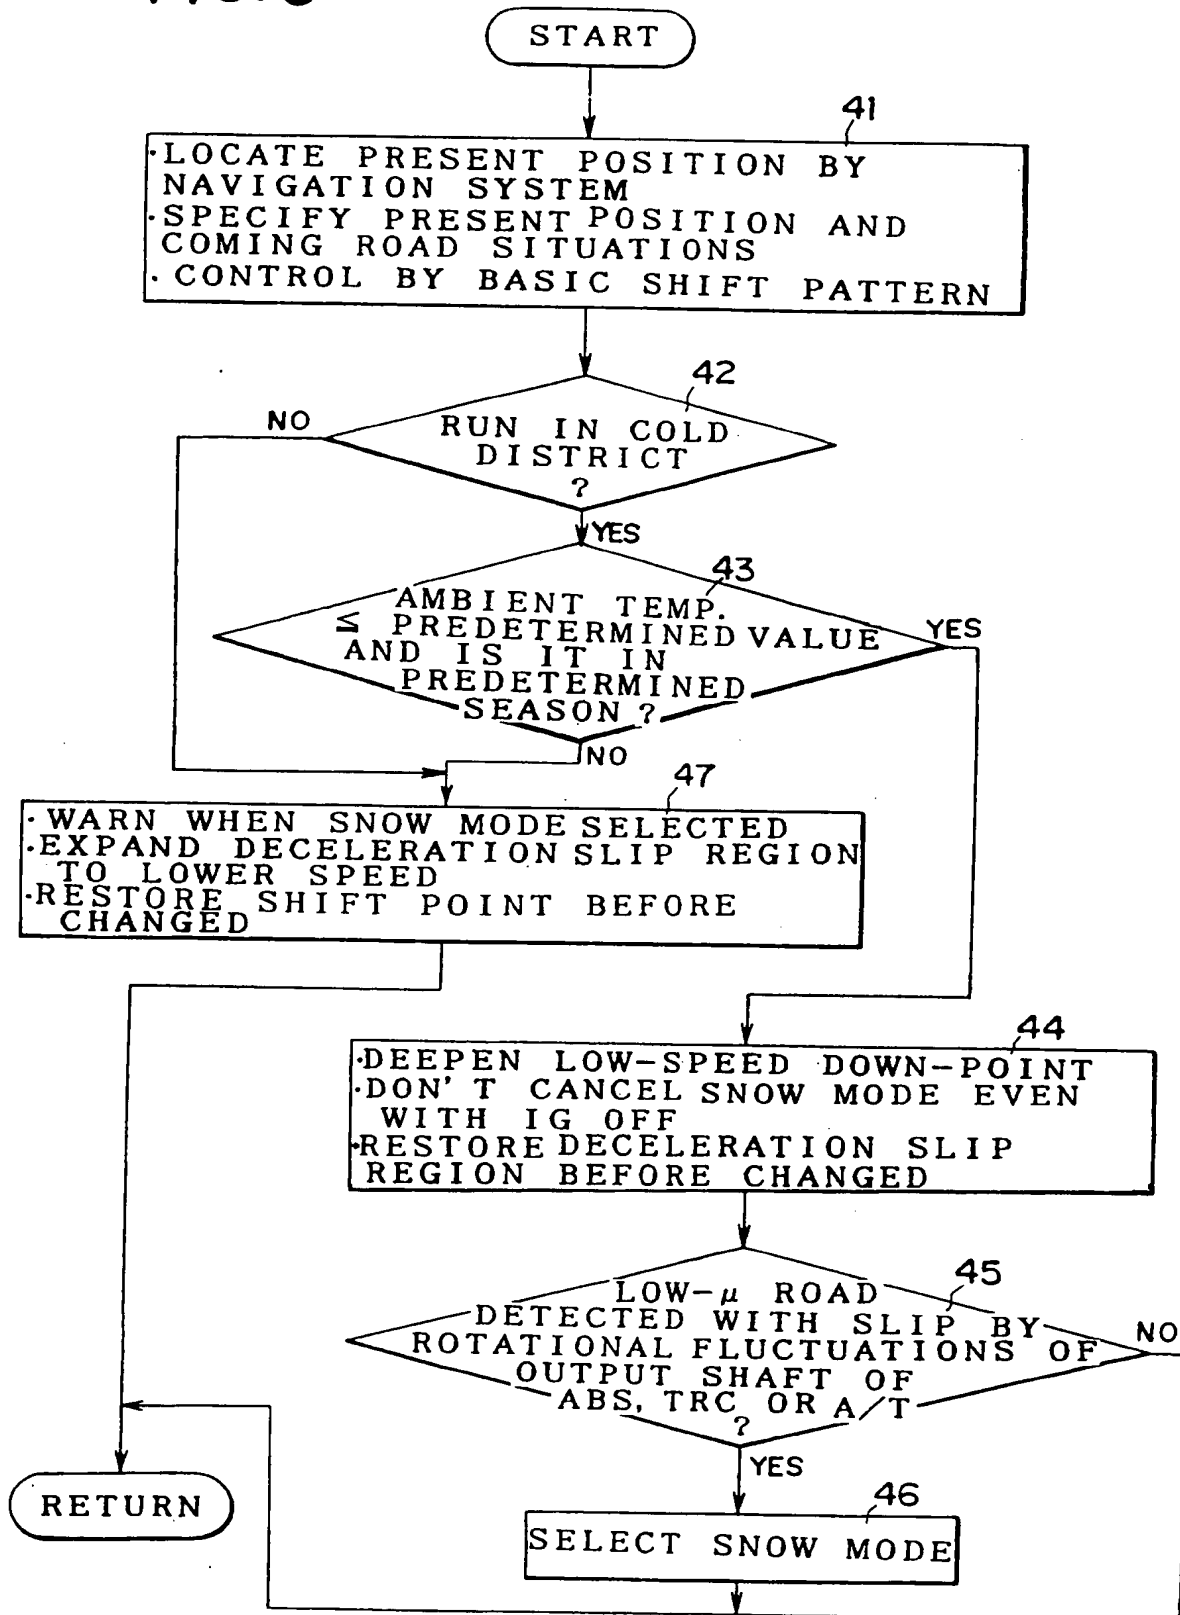 START
41
·LOCATE PRESENT POSITION BY
NAVIGATION SYSTEM
·SPECIFY PRESENT POSITION AND
COMING ROAD SITUATIONS
·CONTROL BY BASIC SHIFT PATTERN
42
NO
RUN IN COLD
DISTRICT
?
YES
43
AMBIENT TEMP.
≦ PREDETERMINED VALUE
AND IS IT IN
PREDETERMINED
SEASON ?
YES
NO
47
·WARN WHEN SNOW MODE SELECTED
·EXPAND DECELERATION SLIP REGION
TO LOWER SPEED
·RESTORE SHIFT POINT BEFORE
CHANGED
44
·DEEPEN LOW-SPEED DOWN-POINT
·DON'T CANCEL SNOW MODE EVEN
WITH IG OFF
·RESTORE DECELERATION SLIP
REGION BEFORE CHANGED
45
LOW-μ ROAD
DETECTED WITH SLIP BY
ROTATIONAL FLUCTUATIONS OF
OUTPUT SHAFT OF
ABS, TRC OR A/T
?
NO
YES
RETURN
46
SELECT SNOW MODE